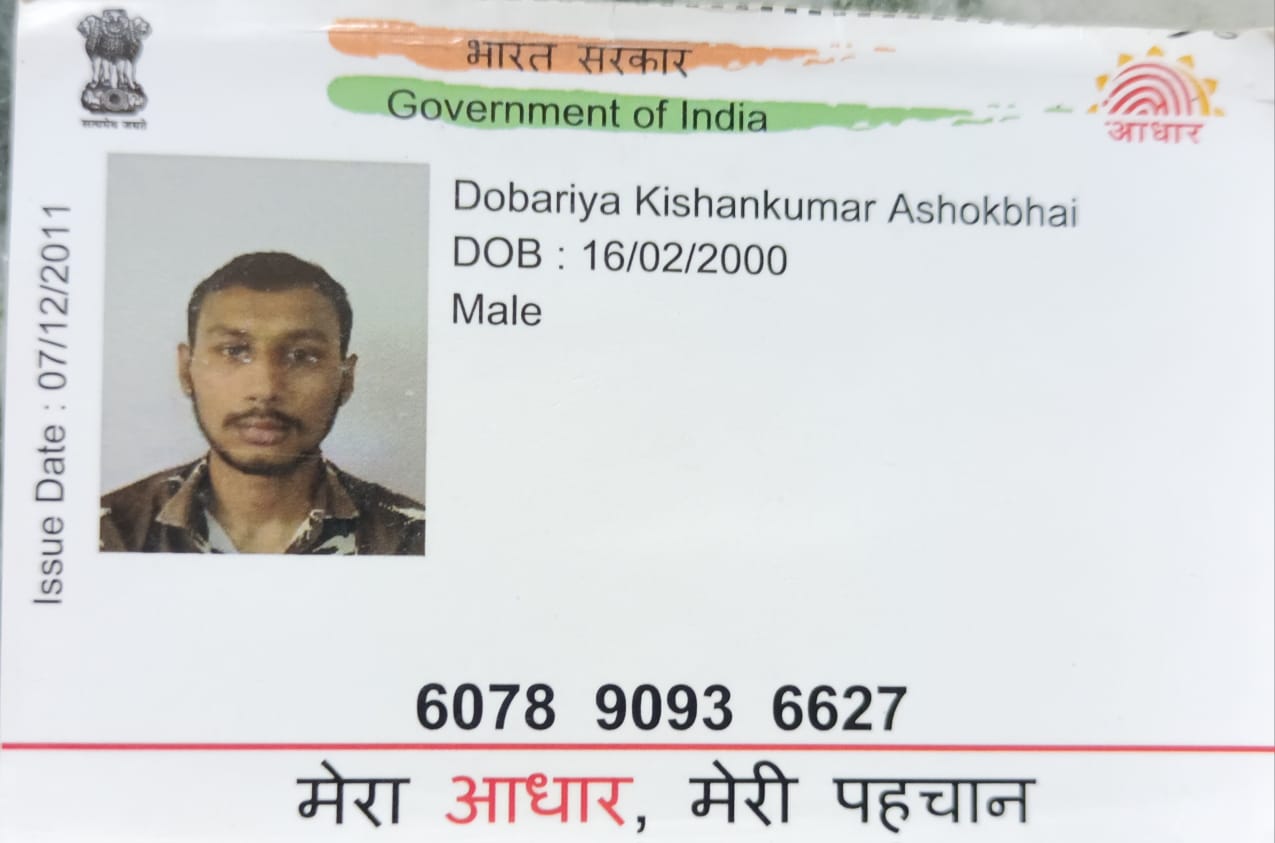 भारत सरकार
Government of India
सत्यमेव जयते
आधार
Dobariya Kishankumar Ashokbhai
DOB : 16/02/2000
Male
Issue Date : 07/12/2011
6078 9093 6627
मेरा आधार, मेरी पहचान